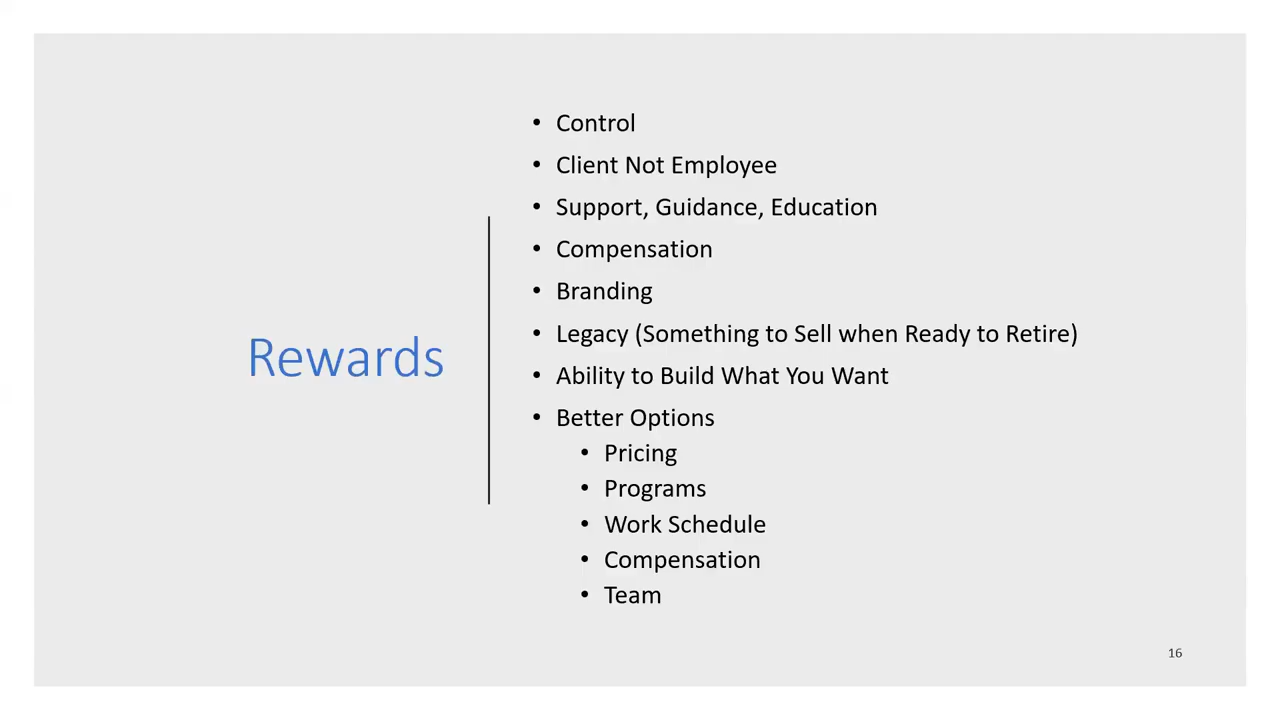 Rewards
• Control
• Client Not Employee
• Support, Guidance, Education
• Compensation
• Branding
• Legacy (Something to Sell when Ready to Retire)
• Ability to Build What You Want
• Better Options
• Pricing
• Programs
• Work Schedule
• Compensation
• Team
16